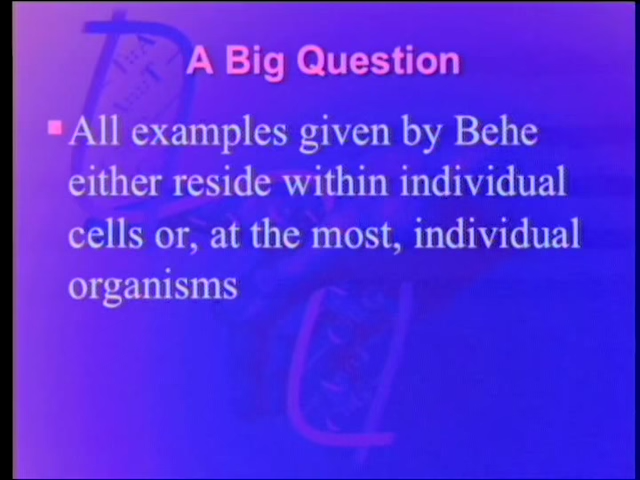 A Big Question
All examples given by Behe
either reside within individual
cells or, at the most, individual
organisms